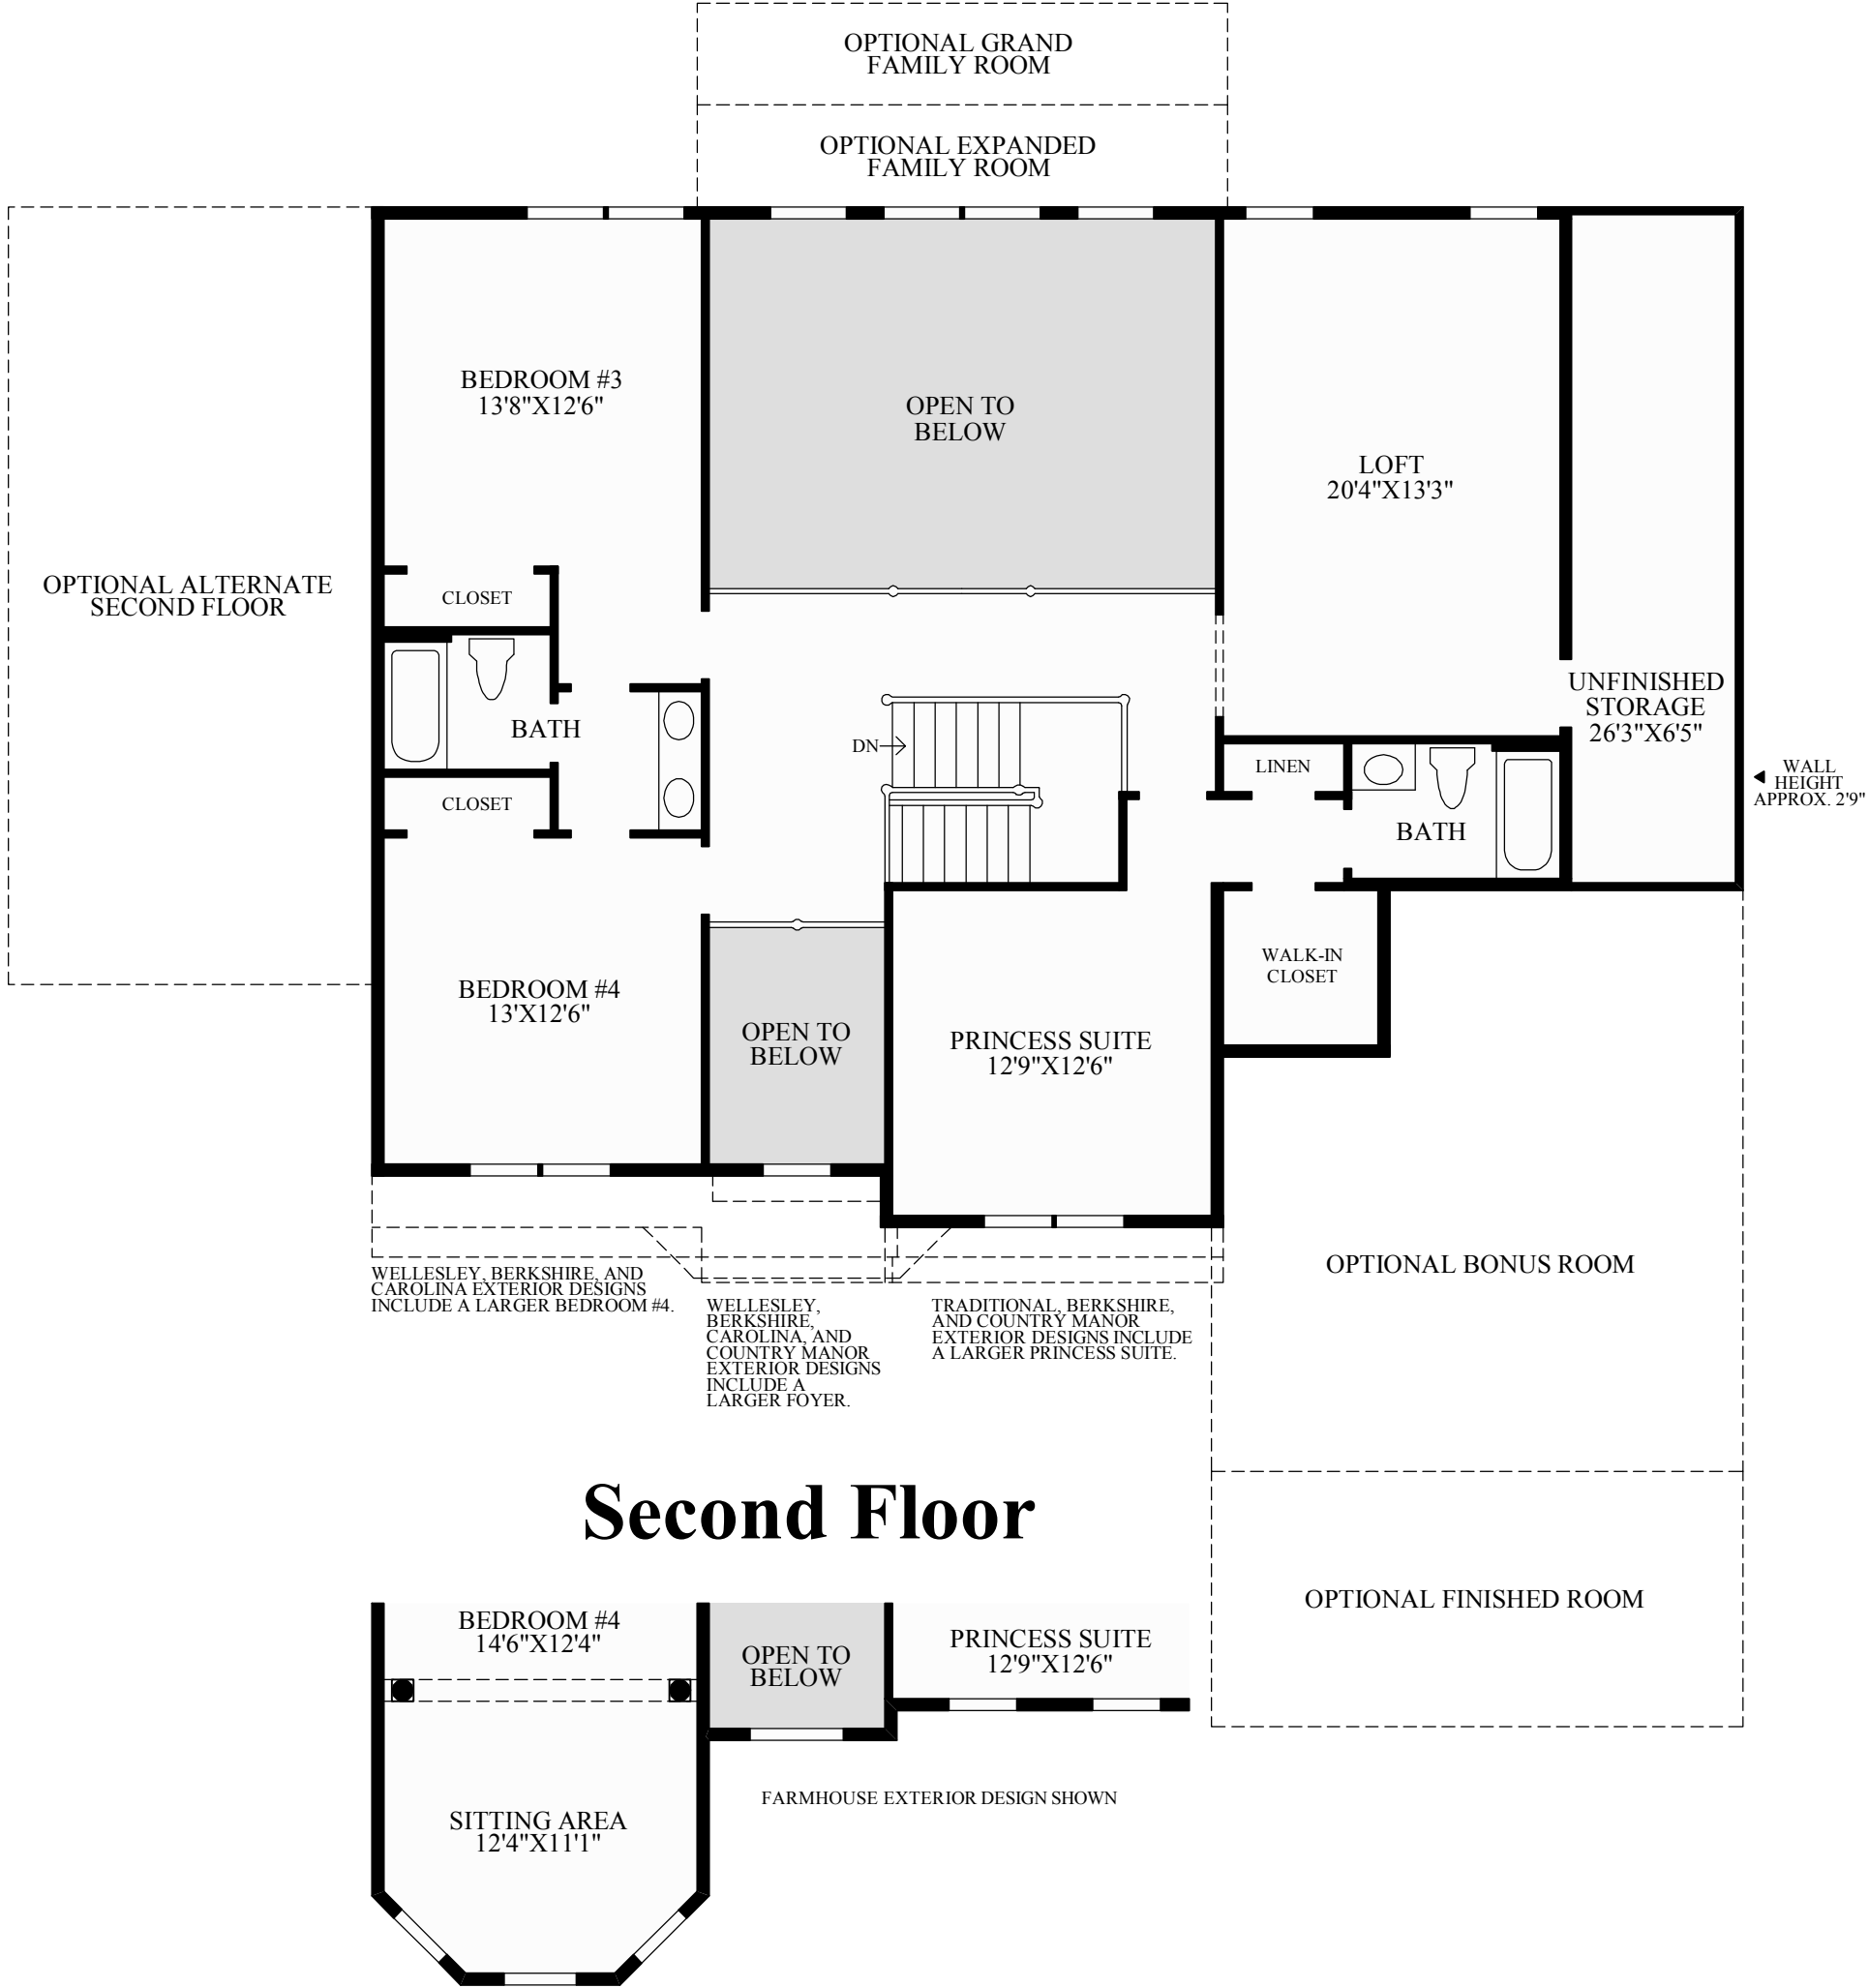 OPTIONAL GRAND
FAMILY ROOM
OPTIONAL EXPANDED
FAMILY ROOM
OPTIONAL ALTERNATE
SECOND FLOOR
BEDROOM #3
13'8"X12'6"
OPEN TO
BELOW
LOFT
20'4"X13'3"
CLOSET
BATH
CLOSET
DN
UNFINISHED
STORAGE
26'3"X6'5"
WALL
HEIGHT
APPROX. 2'9"
LINEN
BATH
WALK-IN
CLOSET
BEDROOM #4
13'X12'6"
OPEN TO
BELOW
PRINCESS SUITE
12'9"X12'6"
WELLESLEY, BERKSHIRE, AND
CAROLINA EXTERIOR DESIGNS
INCLUDE A LARGER BEDROOM #4.
WELLESLEY,
BERKSHIRE,
CAROLINA, AND
COUNTRY MANOR
EXTERIOR DESIGNS
INCLUDE A
LARGER FOYER.
TRADITIONAL, BERKSHIRE,
AND COUNTRY MANOR
EXTERIOR DESIGNS INCLUDE
A LARGER PRINCESS SUITE.
OPTIONAL BONUS ROOM
Second Floor
OPTIONAL FINISHED ROOM
BEDROOM #4
14'6"X12'4"
OPEN TO
BELOW
PRINCESS SUITE
12'9"X12'6"
SITTING AREA
12'4"X11'1"
FARMHOUSE EXTERIOR DESIGN SHOWN